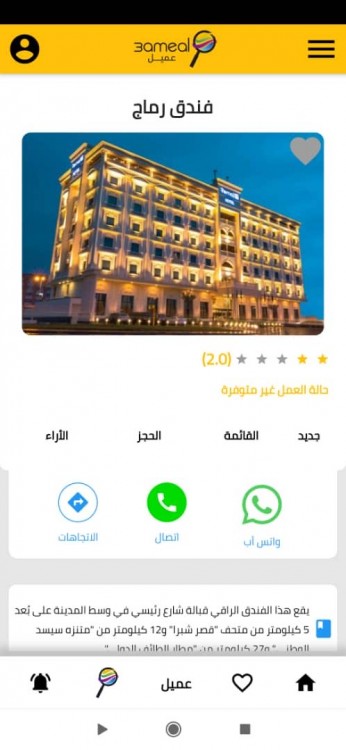 3ameal
عميـــل
فندق رماج
(2.0)
حالة العمل غير متوفرة
جديد
القائمة
الحجز
الأراء
واتس آب
اتصال
الاتجاهات
يقع هذا الفندق الراقي قبالة شارع رئيسي في وسط المدينة على بُعد
5 كيلومتر من متحف "قصر شبرا" و12 كيلومتر من "متنزه سيسد
الوطني" و27 كيلومتر من "مطار الطائف الدولي"
عميل